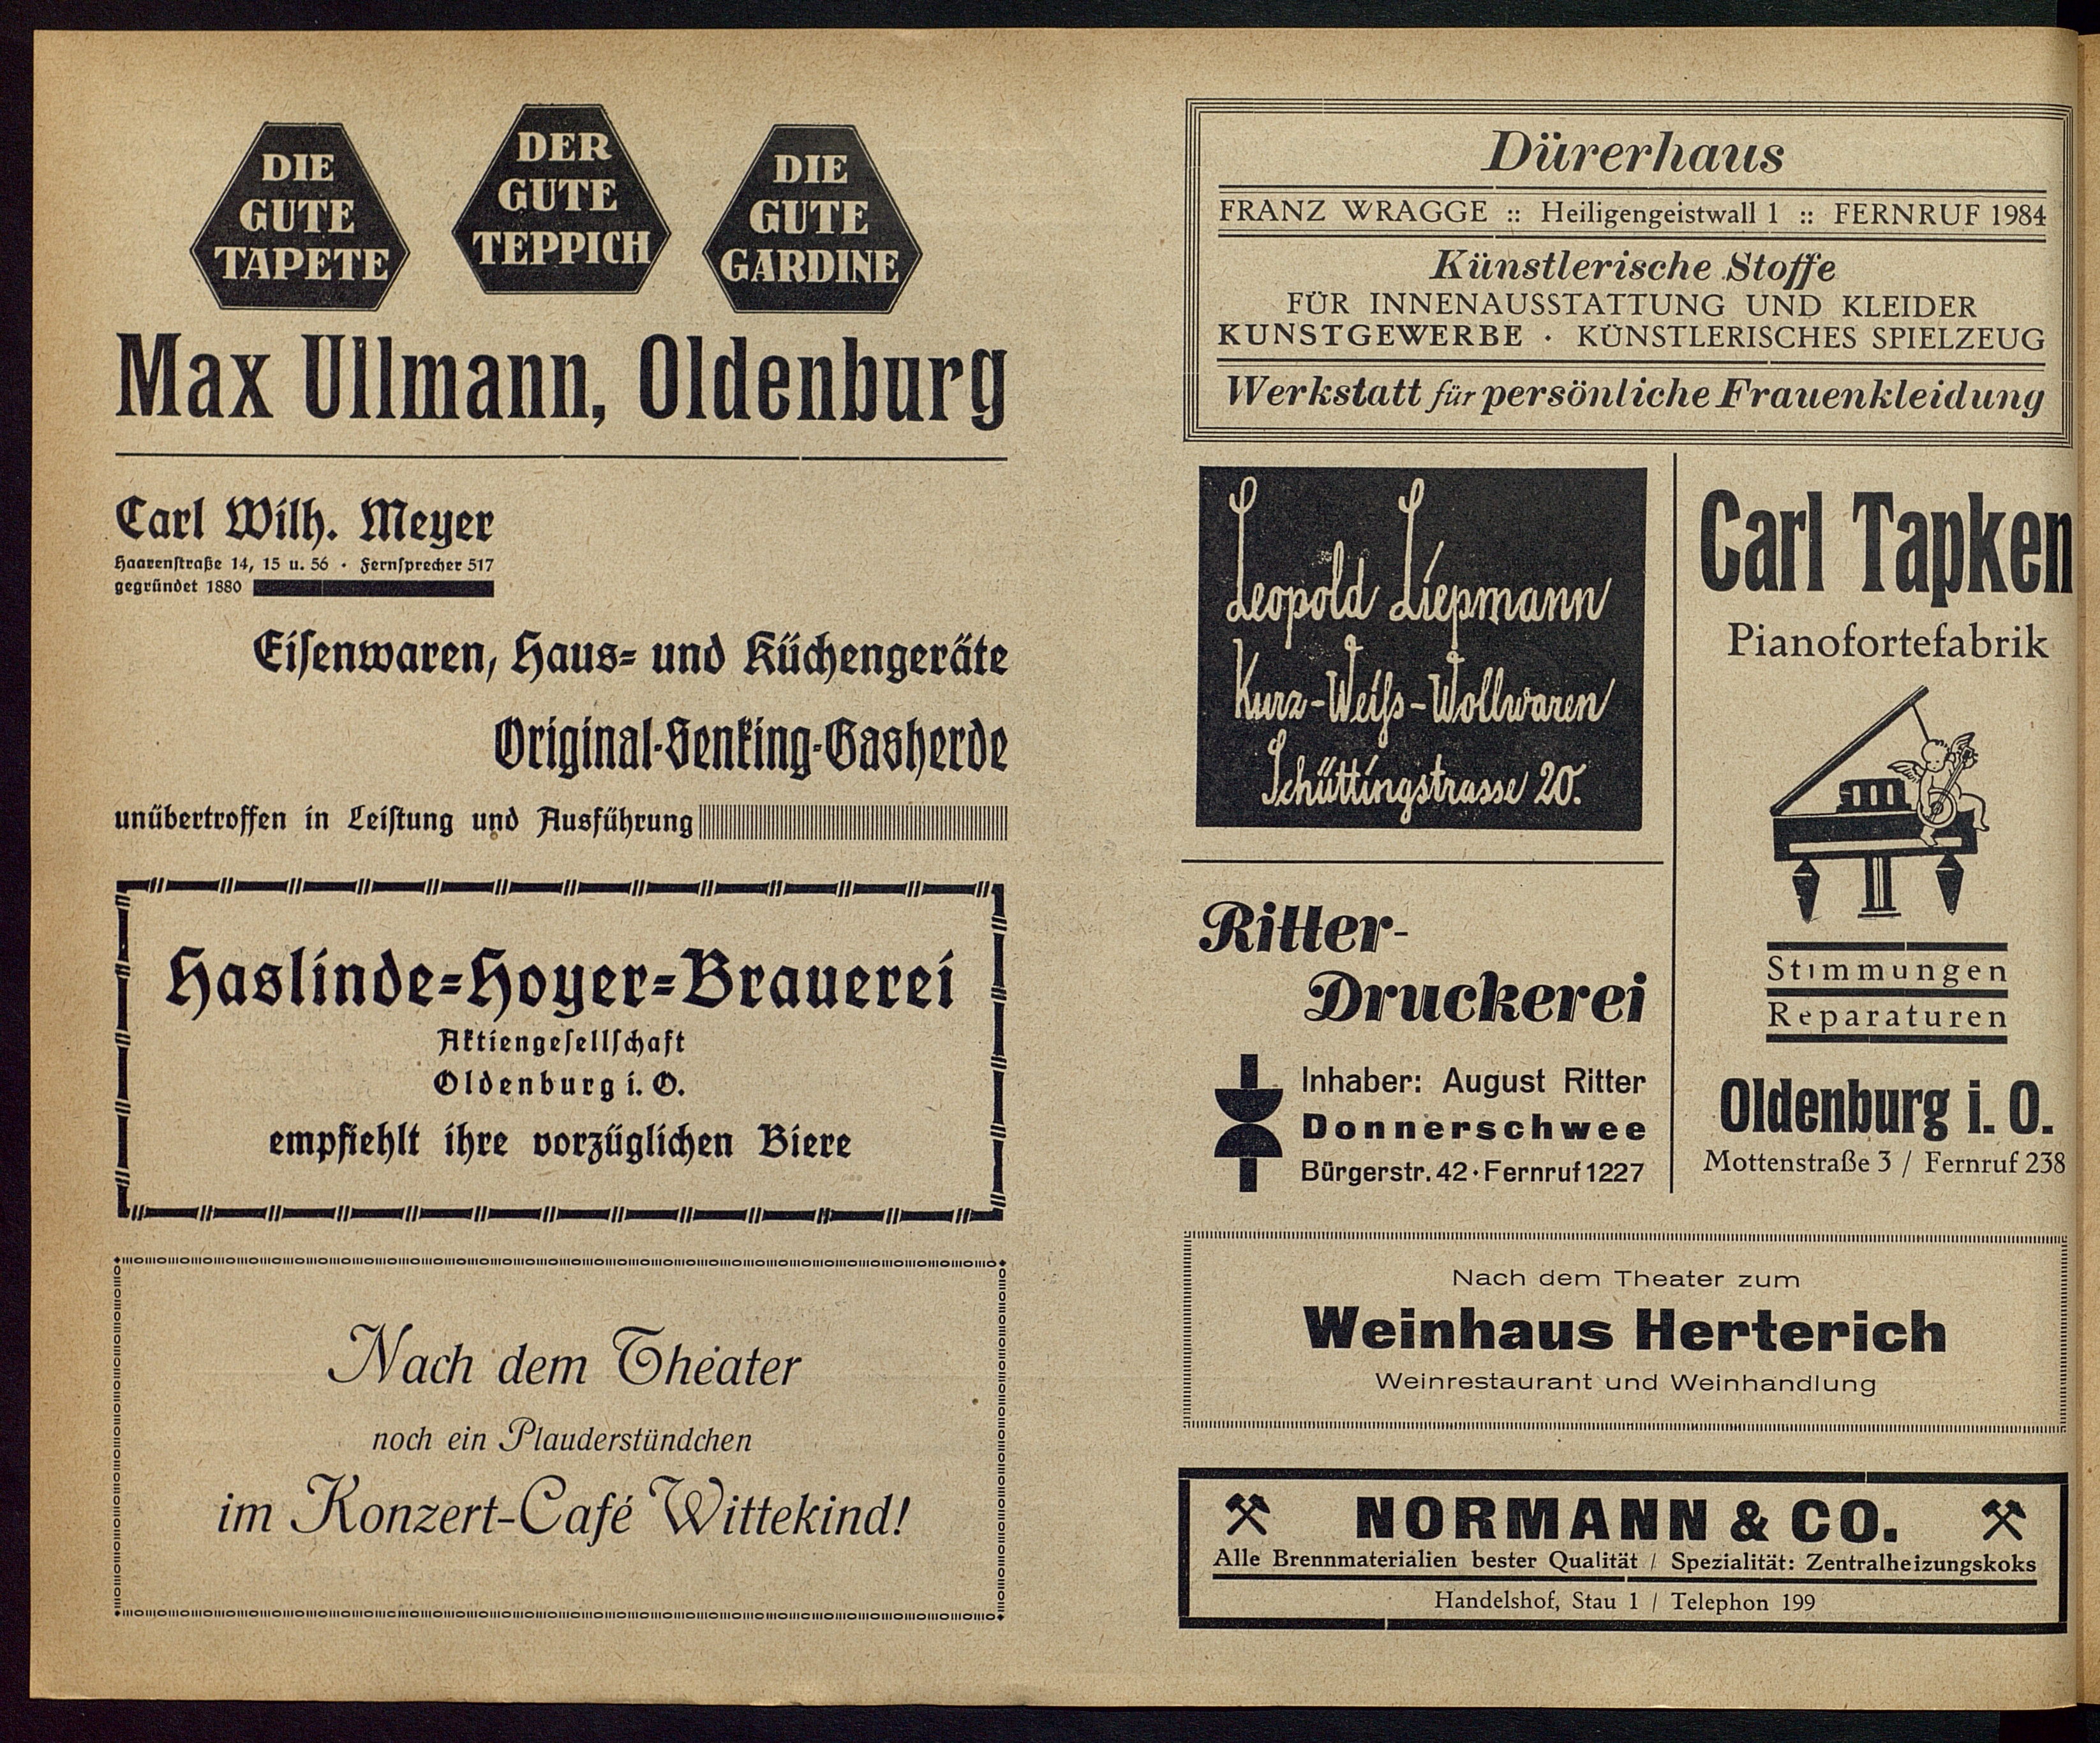 DIE
GUTE
TAPETE
DER
GUTE
TEPPICH
DIE
GUTE
GARDINE
Max Ullmann, Oldenburg
Carl Wilh. Meyer
Haarenſtraße 14, 15 u. 56 · Fernſprecher 517
gegründet 1880
Eiſenwaren, Haus- und Küchengeräte
Original-Senking-Gasherde
unübertroffen in Leiſtung und Ausführung
Haslinde-Hoyer-Brauerei
Aktiengeſellſchaft
Oldenburg i. O.
empfiehlt ihre vorzüglichen Biere
Nach dem Theater
noch ein Plauderstündchen
im Konzert-Café Wittekind!
Dürerhaus
FRANZ WRAGGE :: Heiligengeistwall 1 :: FERNRUF 1984
Künstlerische Stoffe
FÜR INNENAUSSTATTUNG UND KLEIDER
KUNSTGEWERBE · KÜNSTLERISCHES SPIELZEUG
Werkstatt für persönliche Frauenkleidung
Leopold Liepmann
Kurz-Weiſs-Wollwaren
Schüttingstrasse 20.
Carl Tapken
Pianofortefabrik
Stimmungen
Reparaturen
Oldenburg i. O.
Mottenstraße 3 / Fernruf 238
Ritter-
Druckerei
Inhaber: August Ritter
Donnerschwee
Bürgerstr. 42 · Fernruf 1227
Nach dem Theater zum
Weinhaus Herterich
Weinrestaurant und Weinhandlung
NORMANN & CO.
Alle Brennmaterialien bester Qualität / Spezialität: Zentralheizungskoks
Handelshof, Stau 1 / Telephon 199